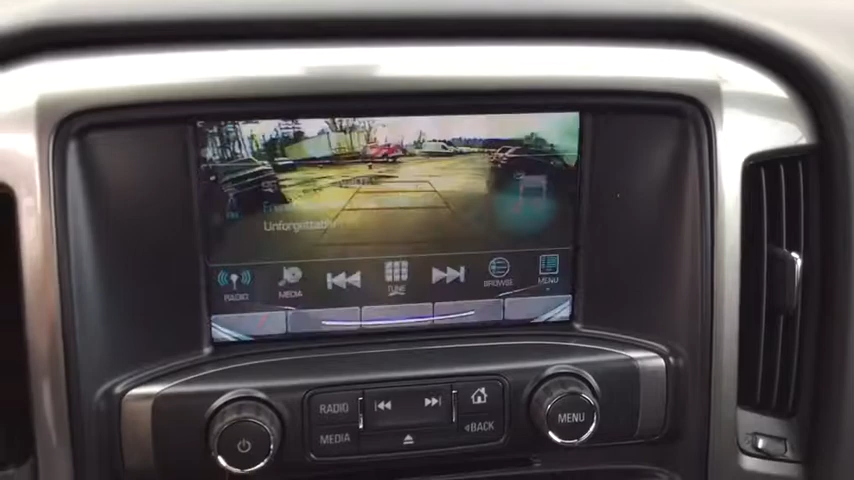 Unforgettable
RADIO
MEDIA
TUNE
BROWSE
MENU
RADIO
MEDIA
BACK
MENU